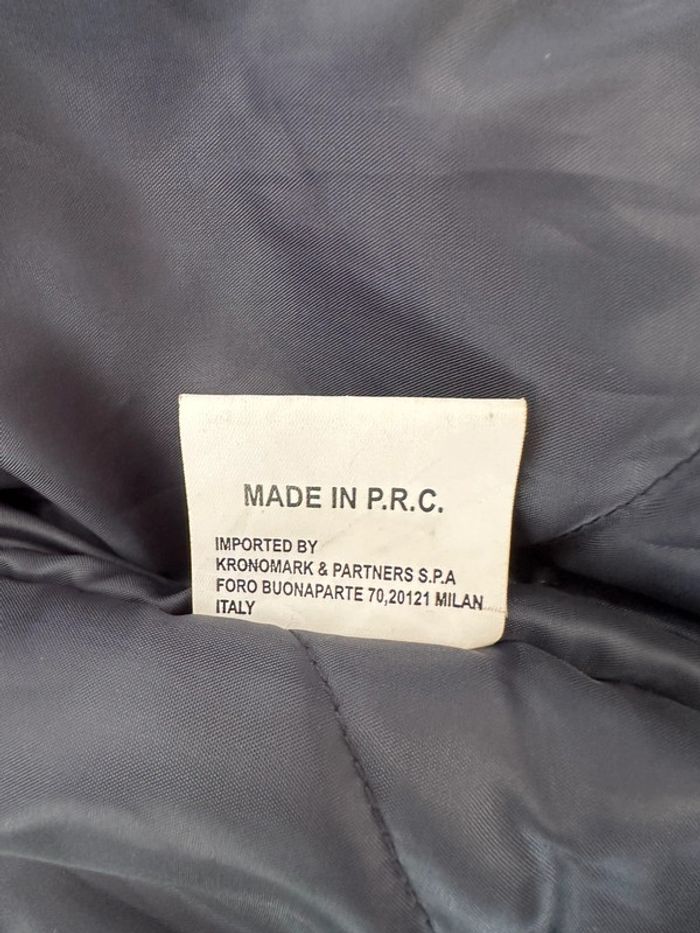 MADE IN P.R.C.
IMPORTED BY
KRONOMARK & PARTNERS S.P.A
FORO BUONAPARTE 70,20121 MILAN
ITALY